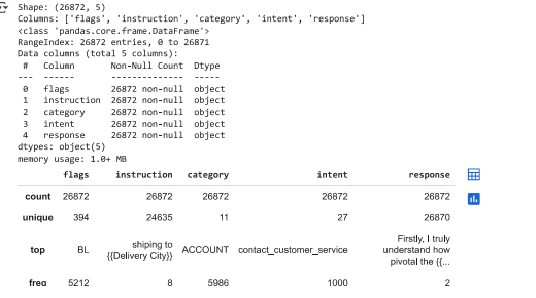 Shape: (26872, 5)
Columns: ['flags', 'instruction', 'category', 'intent', 'response']
<class 'pandas.core.frame.DataFrame'>
RangeIndex: 26872 entries, 0 to 26871
Data columns (total 5 columns):
# Column Non-Null Count Dtype
--- ------ -------------- -----
0 flags 26872 non-null object
1 instruction 26872 non-null object
2 category 26872 non-null object
3 intent 26872 non-null object
4 response 26872 non-null object
dtypes: object(5)
memory usage: 1.0+ MB
flags instruction category intent response
count 26872 26872 26872 26872 26872
unique 394 24635 11 27 26870
top BL shiping to {{Delivery City}} ACCOUNT contact_customer_service Firstly, I truly understand how pivotal the {{...
freq 5212 8 5986 1000 2